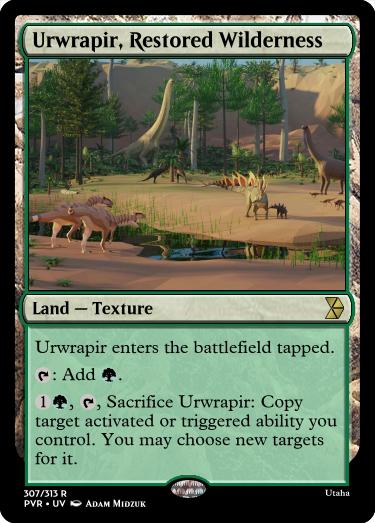 Urwrapir, Restored Wilderness
Land — Texture
Urwrapir enters the battlefield tapped.
: Add .
1 , , Sacrifice Urwrapir: Copy
target activated or triggered ability you
control. You may choose new targets
for it.
307/313 R
Utaha
PVR • UV Adam Midzuk